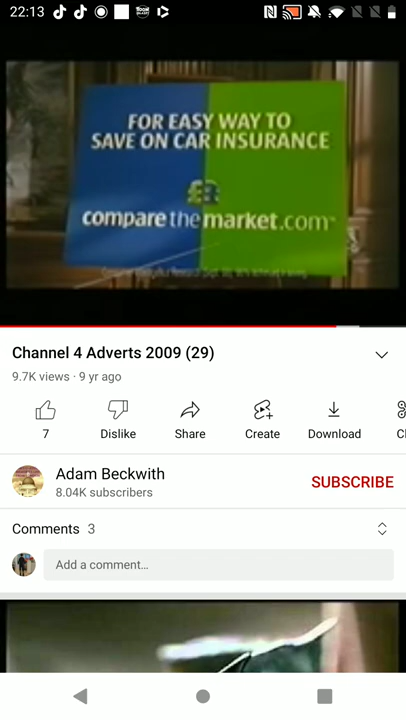 22:13
FOR EASY WAY TO
SAVE ON CAR INSURANCE
comparethemarket.com
Channel 4 Adverts 2009 (29)
9.7K views · 9 yr ago
7
Dislike
Share
Create
Download
Adam Beckwith
8.04K subscribers
SUBSCRIBE
Comments 3
Add a comment...